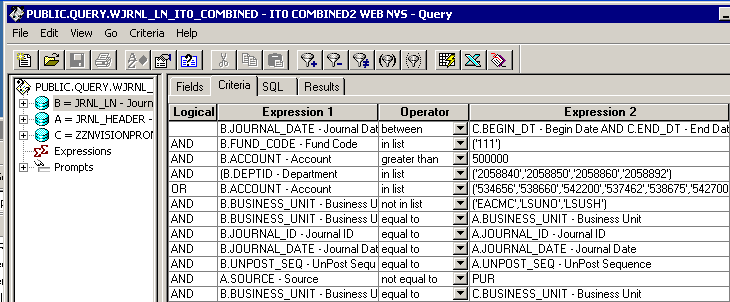 PUBLIC.QUERY.WJRNL_LN_ITO_COMBINED - ITO COMBINED2 WEB NVS - Query
File Edit View Go Criteria Help
PUBLIC.QUERY.WJRNL_
B = JRNL_LN - Journ
A = JRNL_HEADER -
C = ZZNVISIONPRON
Expressions
Prompts
Fields Criteria SQL Results
Logical Expression 1 Operator Expression 2
B.JOURNAL_DATE - Journal Dat between C.BEGIN_DT - Begin Date AND C.END_DT - End Date
AND B.FUND_CODE - Fund Code in list ('111')
AND B.ACCOUNT - Account greater than 500000
AND (B.DEPTID - Department in list ('2058840','2058850','2058860','2058892')
OR B.ACCOUNT - Account in list ('534656','538660','542200','537462','538675','542700
AND B.BUSINESS_UNIT - Business U not in list ('EACMC','LSUNO','LSUSH')
AND B.BUSINESS_UNIT - Business U equal to A.BUSINESS_UNIT - Business Unit
AND B.JOURNAL_ID - Journal ID equal to A.JOURNAL_ID - Journal ID
AND B.JOURNAL_DATE - Journal Dat equal to A.JOURNAL_DATE - Journal Date
AND B.UNPOST_SEQ - UnPost Sequ equal to A.UNPOST_SEQ - UnPost Sequence
AND A.SOURCE - Source not equal to PUR
AND B.BUSINESS_UNIT - Business U equal to C.BUSINESS_UNIT - Business Unit